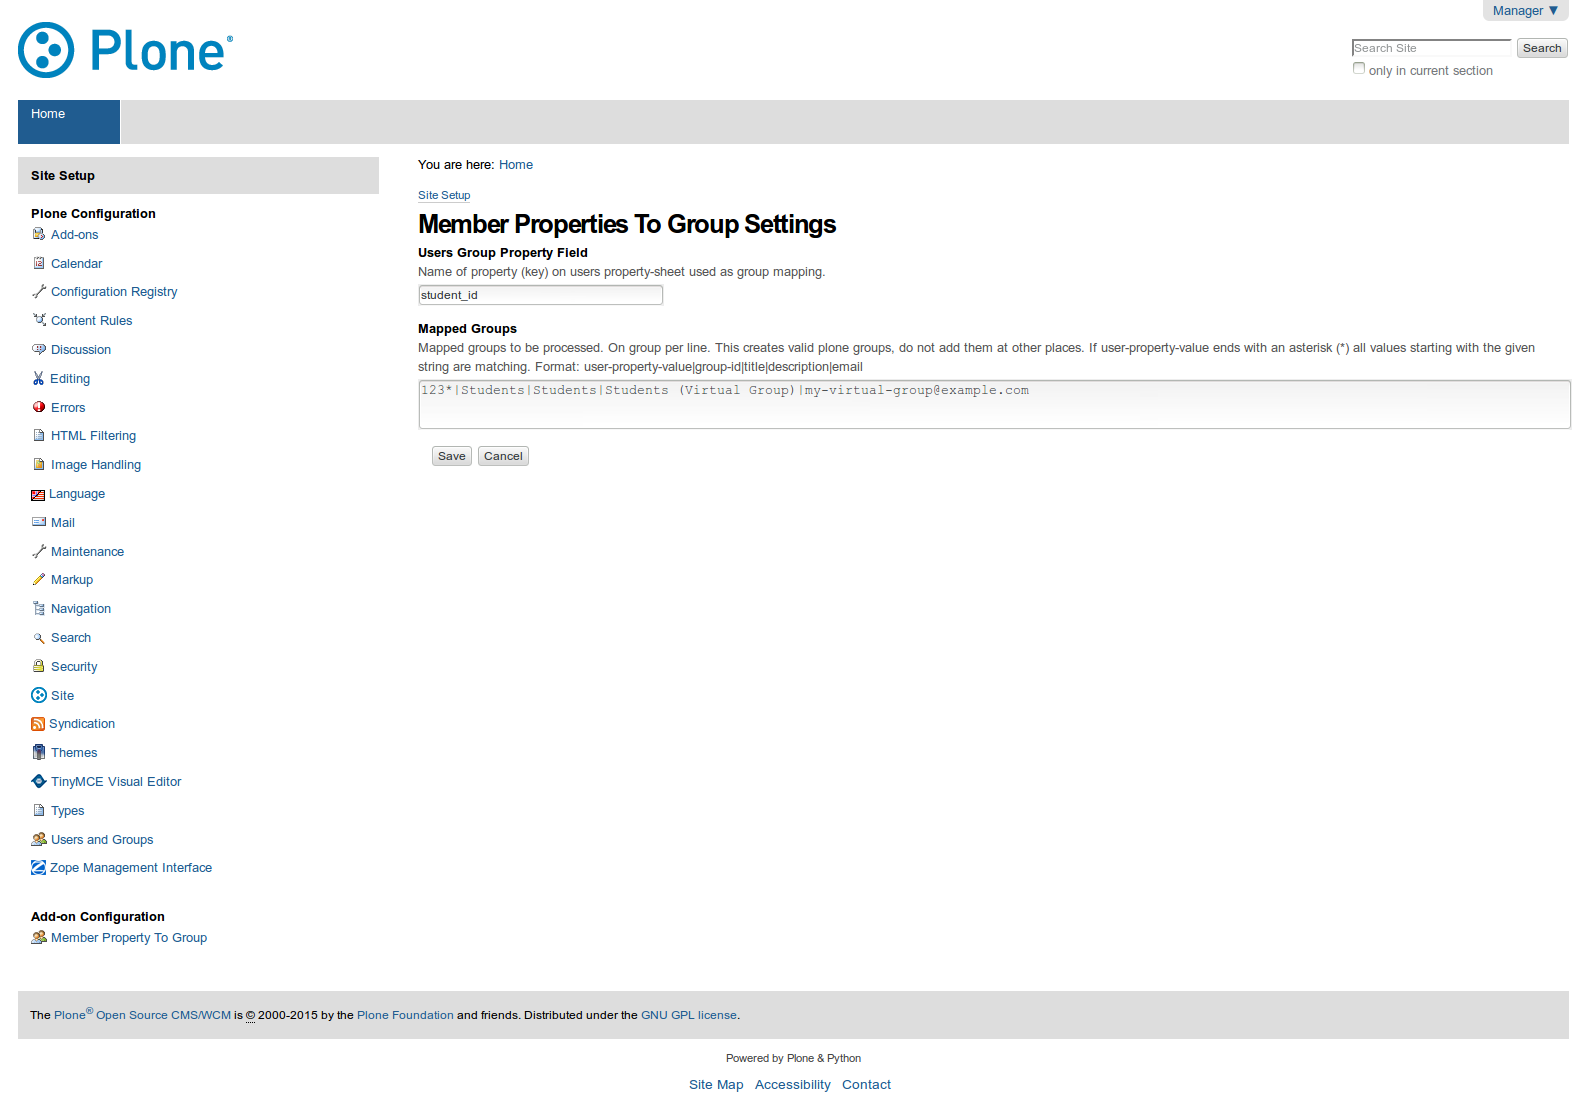 Manager ▼
Plone®
Search Site
Search
only in current section
Home
Site Setup
Plone Configuration
Add-ons
Calendar
Configuration Registry
Content Rules
Discussion
Editing
Errors
HTML Filtering
Image Handling
Language
Mail
Maintenance
Markup
Navigation
Search
Security
Site
Syndication
Themes
TinyMCE Visual Editor
Types
Users and Groups
Zope Management Interface
Add-on Configuration
Member Property To Group
You are here: Home
Site Setup
Member Properties To Group Settings
Users Group Property Field
Name of property (key) on users property-sheet used as group mapping.
student_id
Mapped Groups
Mapped groups to be processed. On group per line. This creates valid plone groups, do not add them at other places. If user-property-value ends with an asterisk (*) all values starting with the given
string are matching. Format: user-property-value|group-id|title|description|email
123*|Students|Students|Students (Virtual Group)|my-virtual-group@example.com
Save Cancel
The Plone® Open Source CMS/WCM is © 2000-2015 by the Plone Foundation and friends. Distributed under the GNU GPL license.
Powered by Plone & Python
Site Map Accessibility Contact